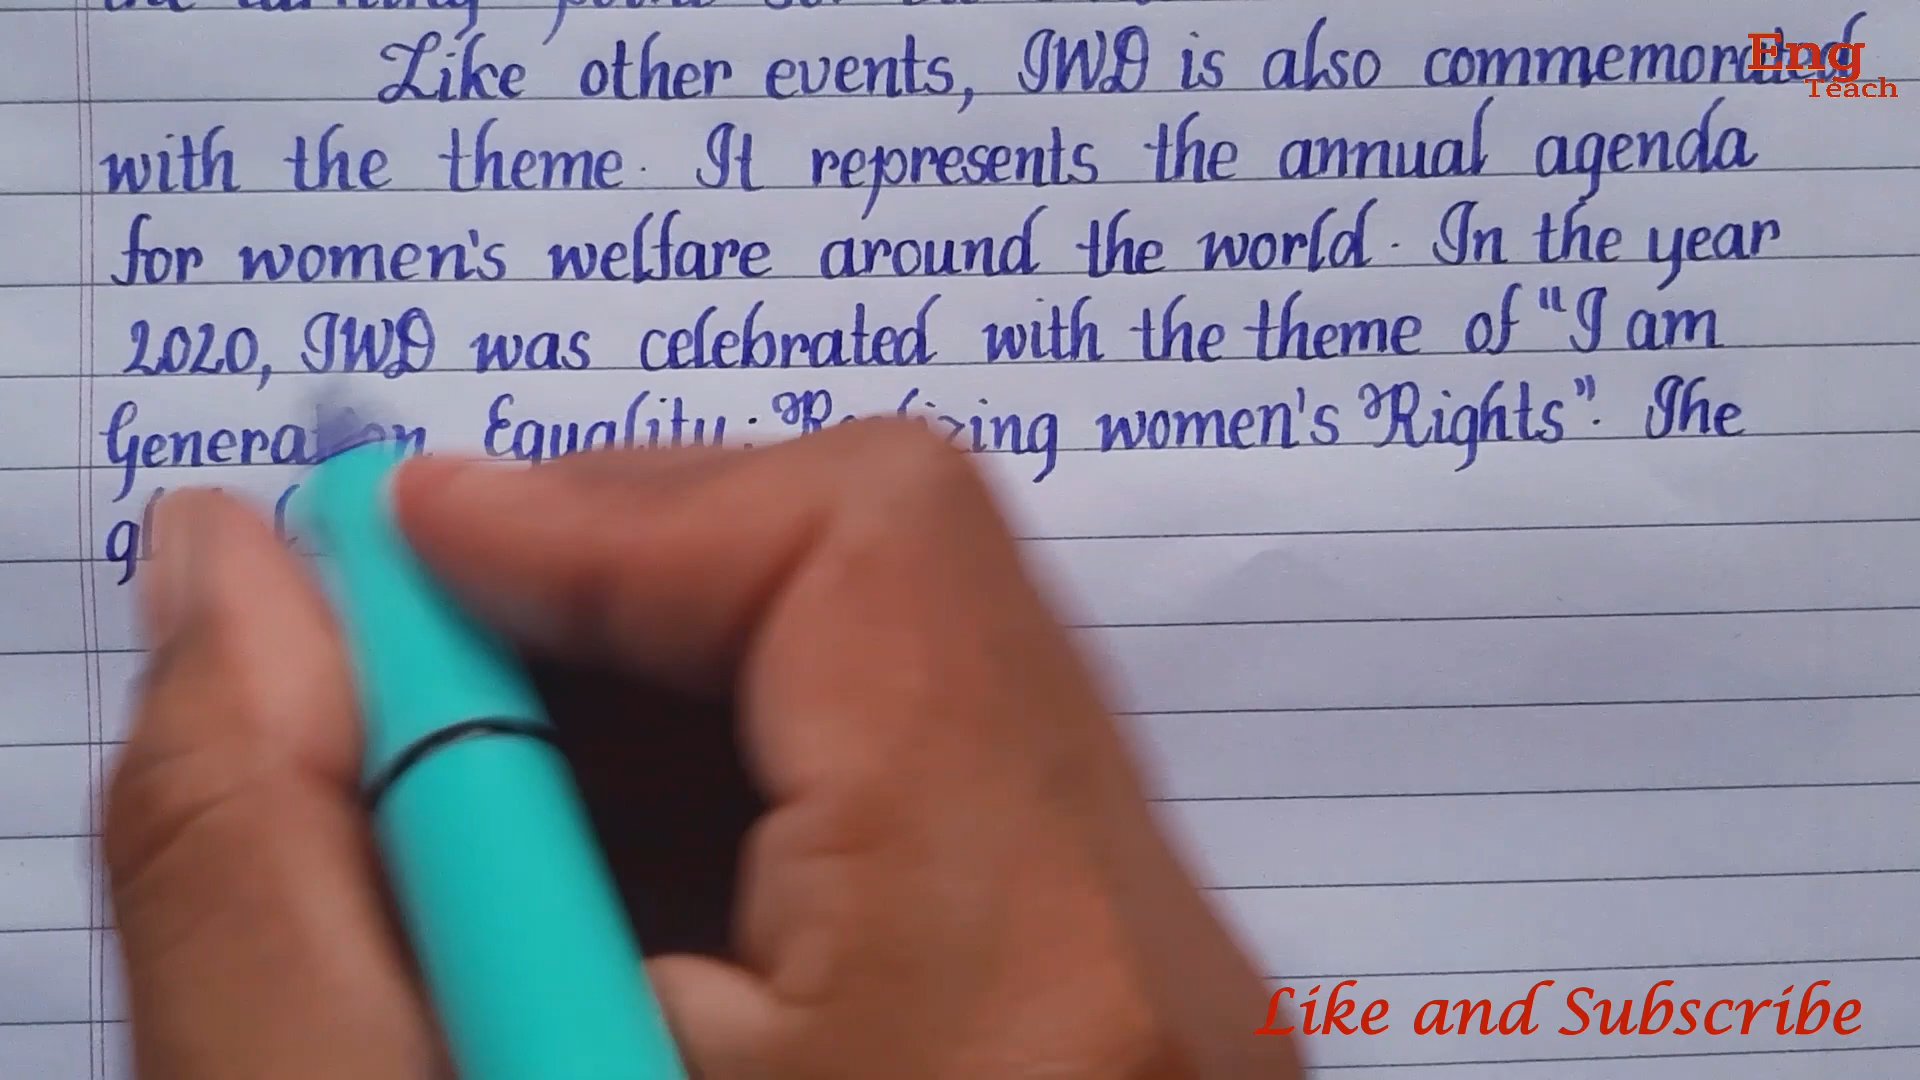 Like other events, IWD is also commemorated
with the theme. It represents the annual agenda
for women's welfare around the world. In the year
2020, IWD was celebrated with the theme of "I am
Equality: women's Rights". The
Eng
Teach
Like and Subscribe